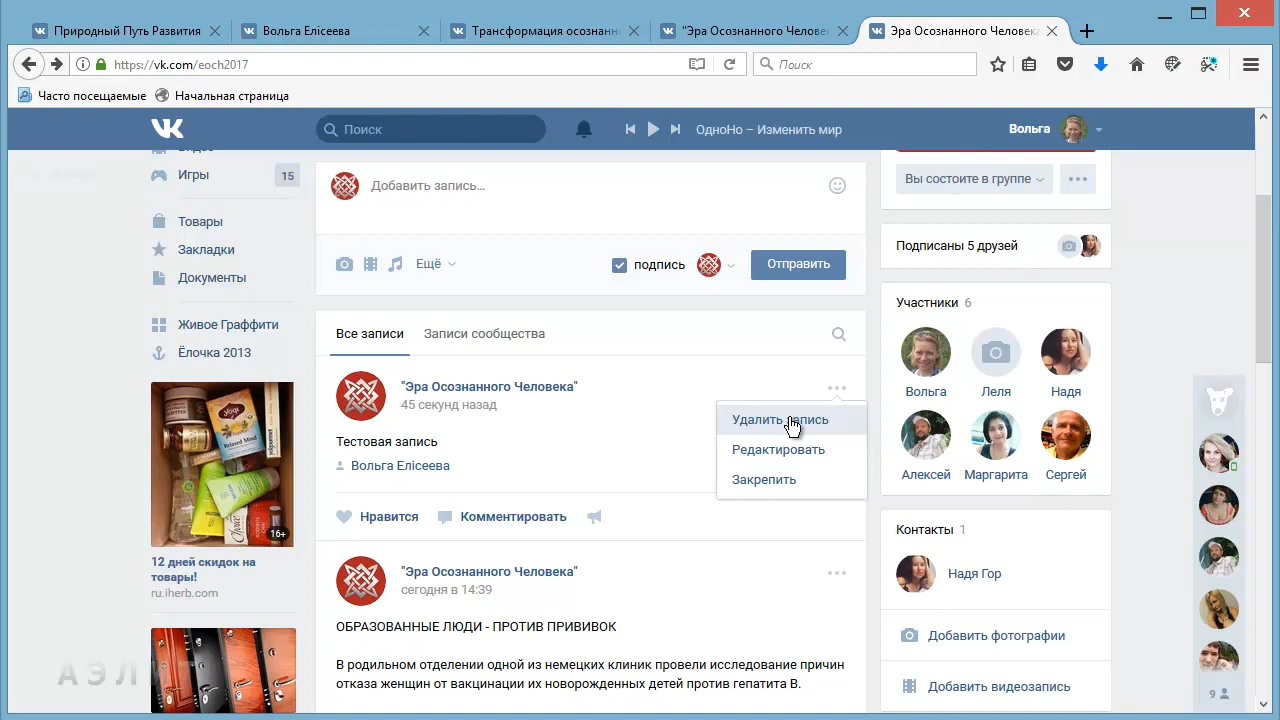 Природный Путь Развития
Вольга Елісеева
Трансформация осознанн
"Эра Осознанного Человека
Эра Осознанного Человека
https://vk.com/eoch2017
Поиск
Часто посещаемые
Начальная страница
Поиск
ОдноНо – Изменить мир
Вольга
Игры
15
Товары
Закладки
Документы
Живое Граффити
Ёлочка 2013
16+
12 дней скидок на
товары!
ru.iherb.com
Добавить запись…
Ещё
подпись
Отправить
Все записи
Записи сообщества
"Эра Осознанного Человека"
45 секунд назад
Тестовая запись
Вольга Елісеева
Удалить запись
Редактировать
Закрепить
Нравится
Комментировать
"Эра Осознанного Человека"
сегодня в 14:39
ОБРАЗОВАННЫЕ ЛЮДИ - ПРОТИВ ПРИВИВОК
В родильном отделении одной из немецких клиник провели исследование причин
отказа женщин от вакцинации их новорожденных детей против гепатита В.
Вы состоите в группе
Подписаны 5 друзей
Участники 6
Вольга
Леля
Надя
Алексей
Маргарита
Сергей
Контакты 1
Надя Гор
Добавить фотографии
Добавить видеозапись
9